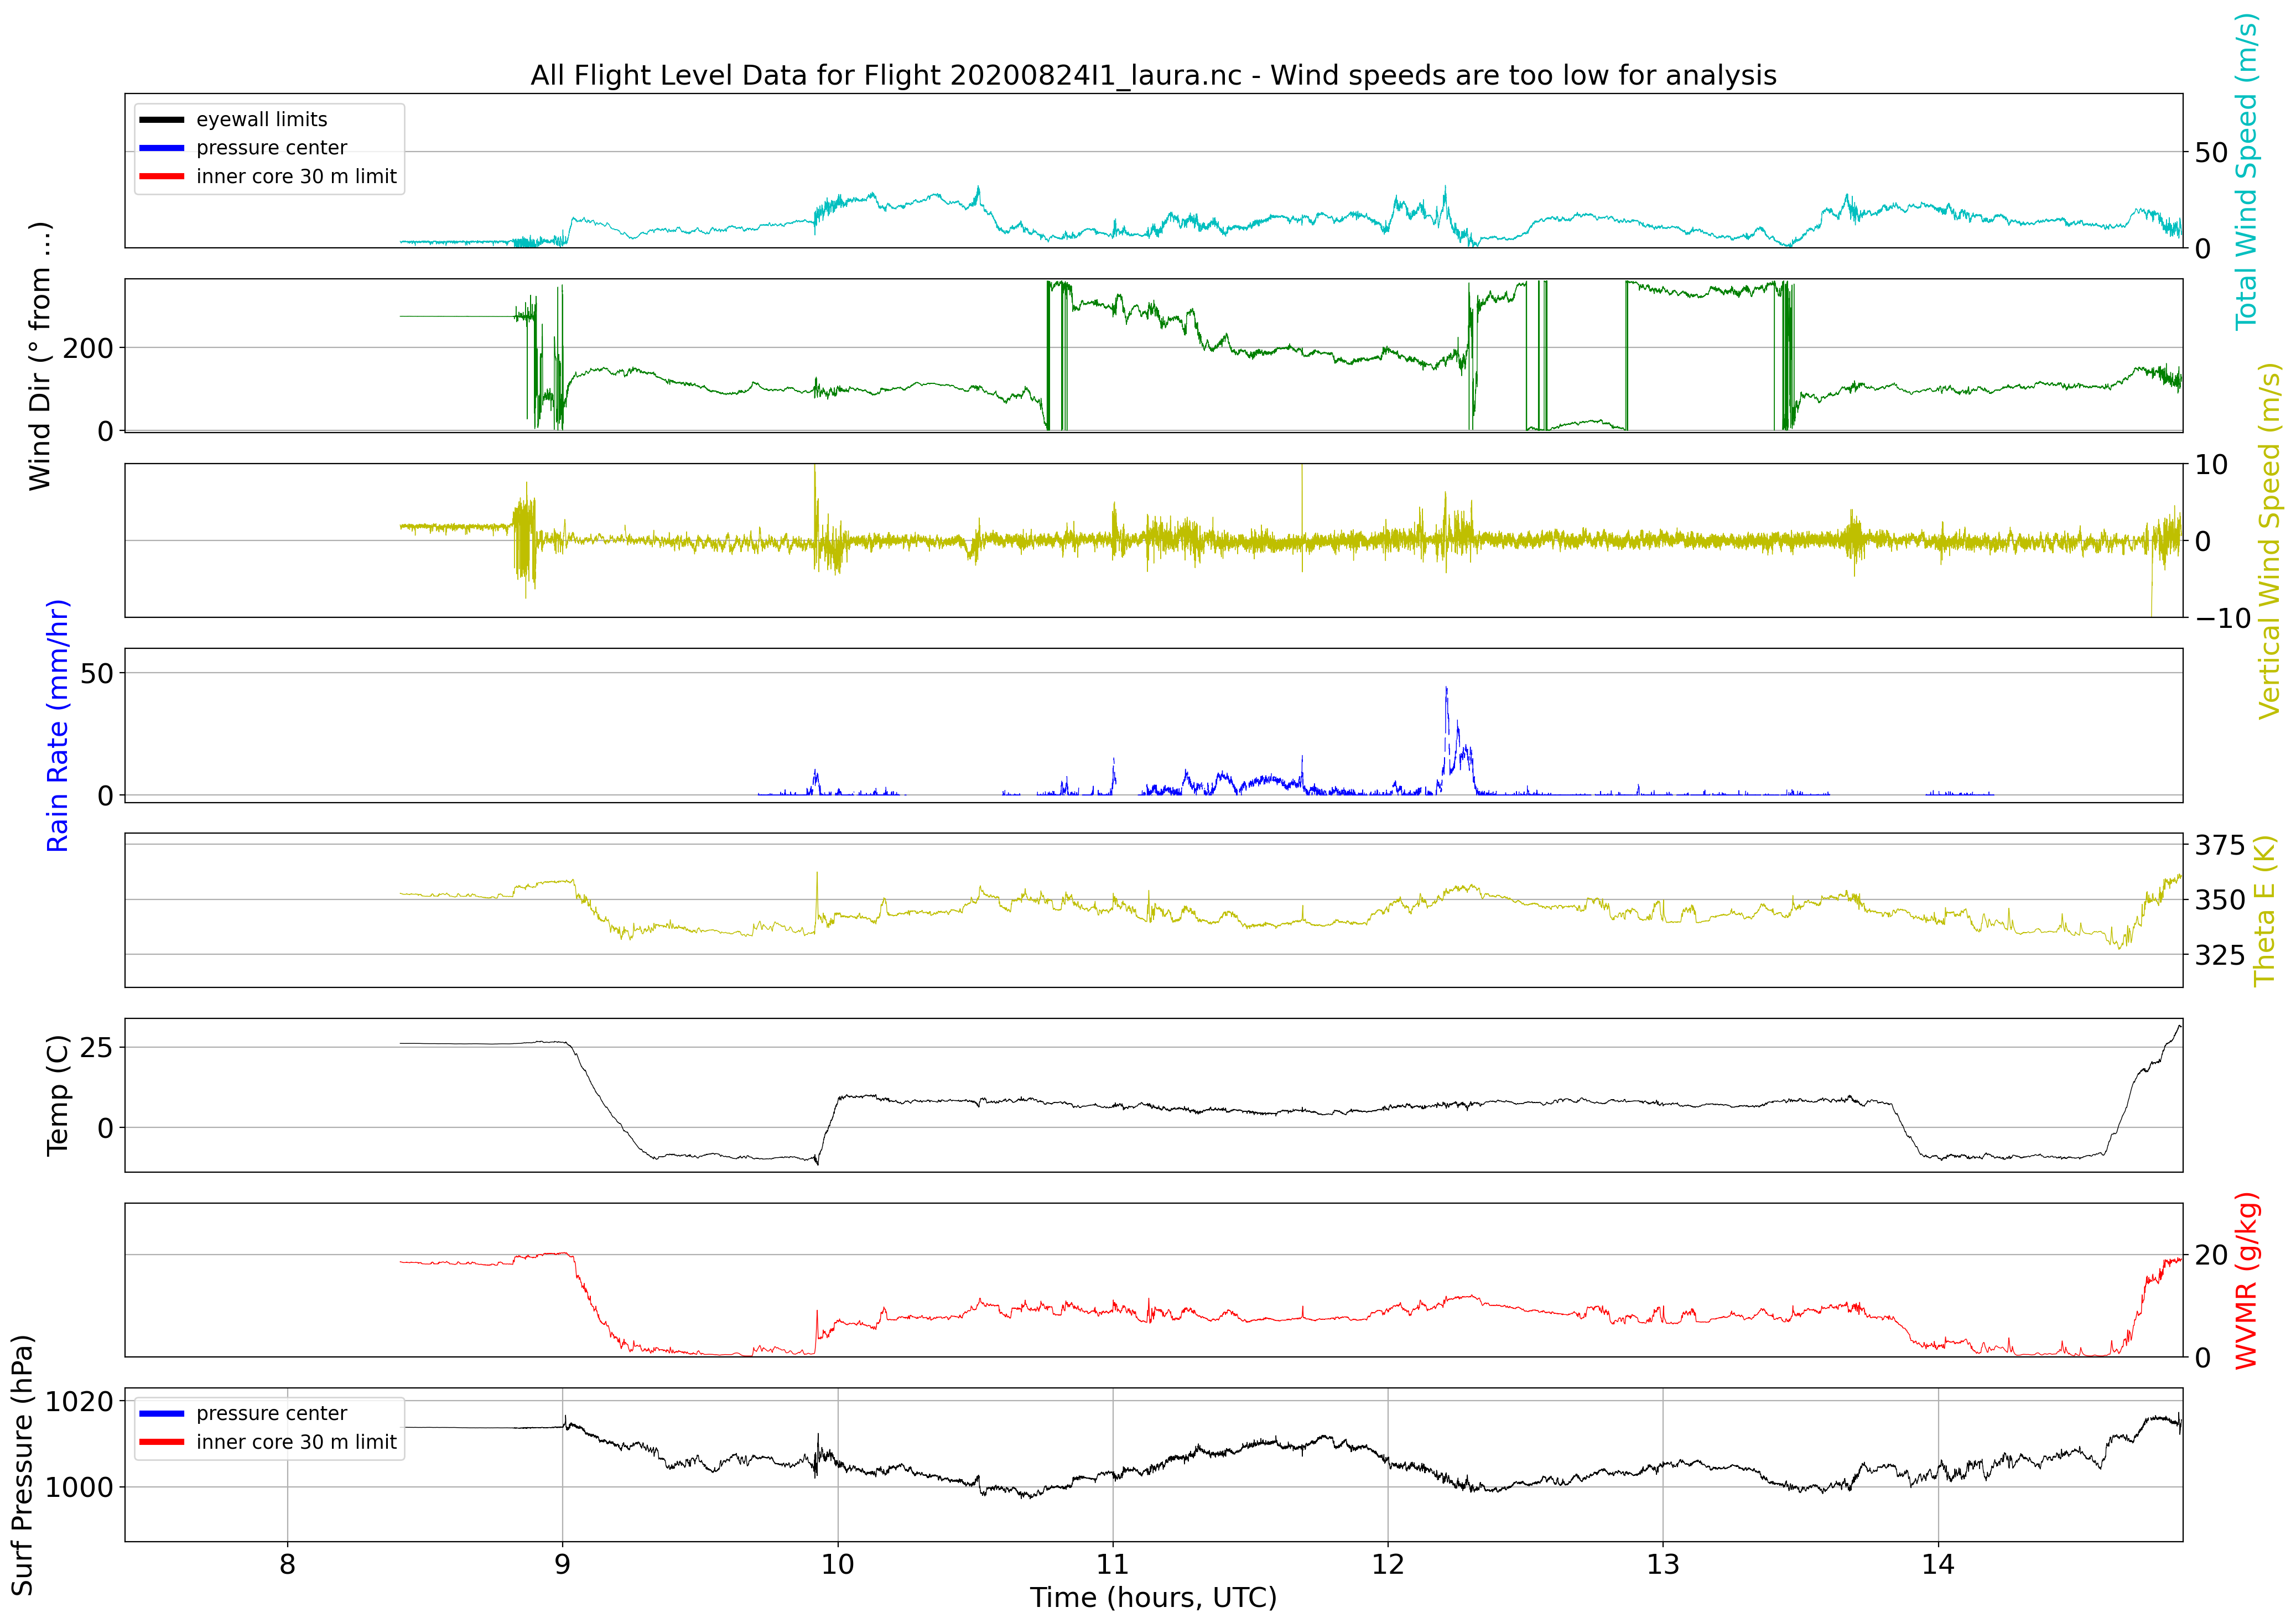 All Flight Level Data for Flight 20200824I1_laura.nc - Wind speeds are too low for analysis
eyewall limits
pressure center
inner core 30 m limit
50
0
Total Wind Speed (m/s)
Wind Dir (° from ...)
200
0
10
0
−10
Vertical Wind Speed (m/s)
Rain Rate (mm/hr)
50
0
375
350
325
Theta E (K)
Temp (C)
25
0
20
0
WVMR (g/kg)
Surf Pressure (hPa)
1020
1000
pressure center
inner core 30 m limit
8 9 10 11 12 13 14
Time (hours, UTC)